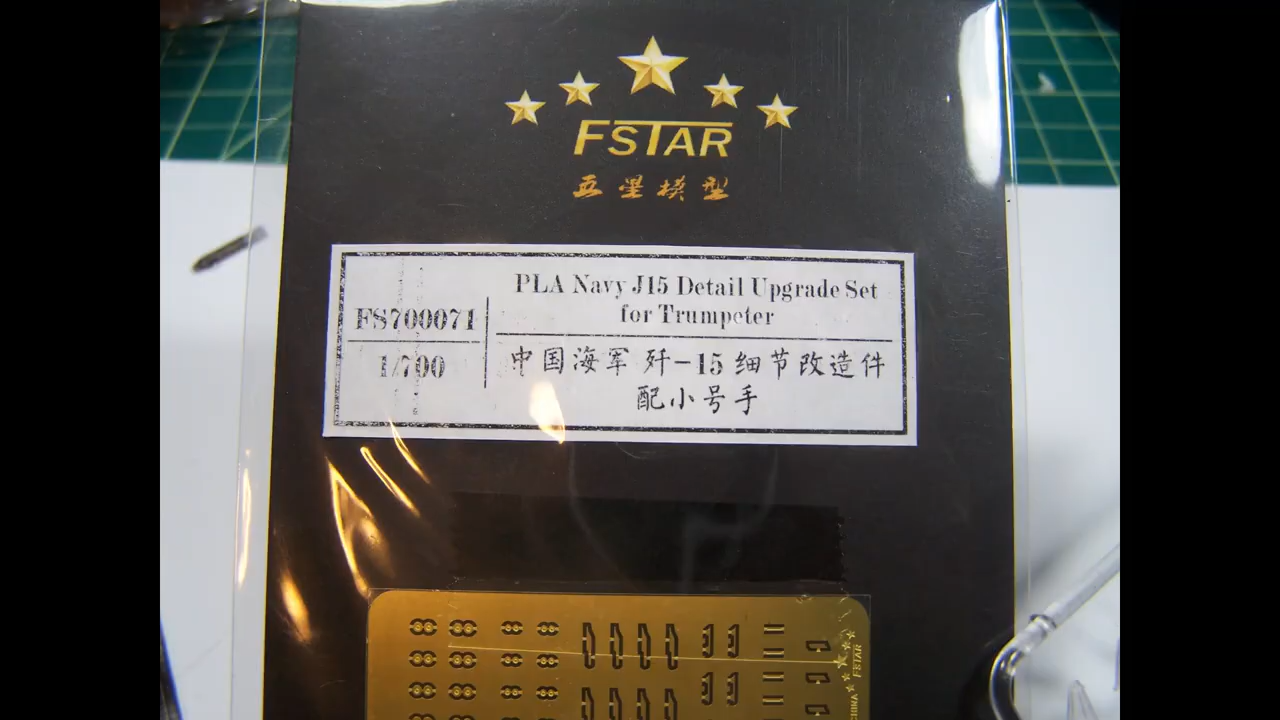 FSTAR
五星模型
PLA Navy J15 Detail Upgrade Set
for Trumpeter
FS700071
1/700
中国海军 歼-15 细节改造件
配小号手
FSTAR
CHINA